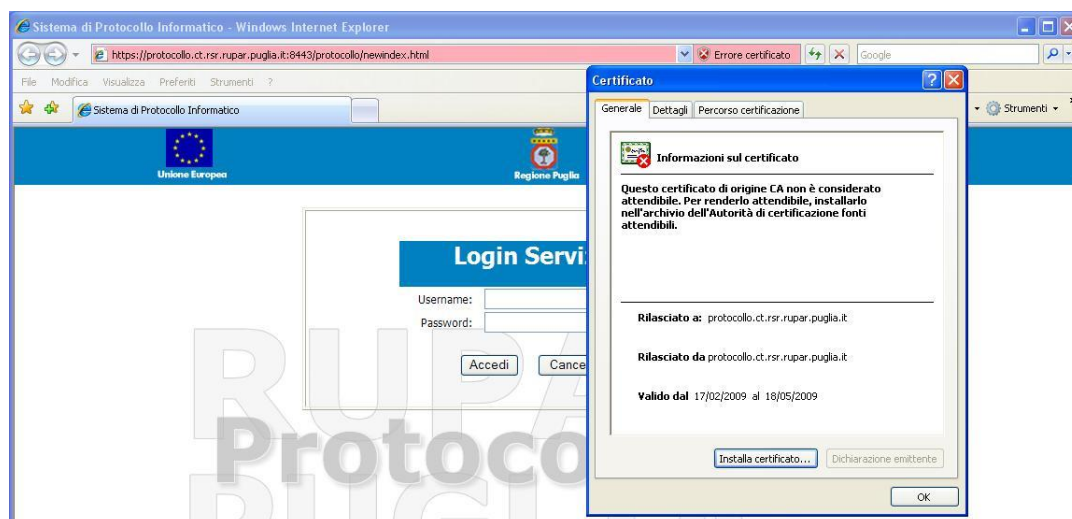 Sistema di Protocollo Informatico - Windows Internet Explorer
https://protocollo.ct.rsr.rupar.puglia.it:8443/protocollo/newindex.html
Errore certificato
Google
File Modifica Visualizza Preferiti Strumenti ?
Sistema di Protocollo Informatico
Strumenti
Unione Europea
Regione Puglia
Login Servi
Username:
Password:
Accedi
Cance
RUPA
Protoco
PUGL
Certificato
Generale Dettagli Percorso certificazione
Informazioni sul certificato
Questo certificato di origine CA non è considerato
attendibile. Per renderlo attendibile, installarlo
nell'archivio dell'Autorità di certificazione fonti
attendibili.
Rilasciato a: protocollo.ct.rsr.rupar.puglia.it
Rilasciato da protocollo.ct.rsr.rupar.puglia.it
Valido dal 17/02/2009 al 18/05/2009
Installa certificato...
Dichiarazione emittente
OK